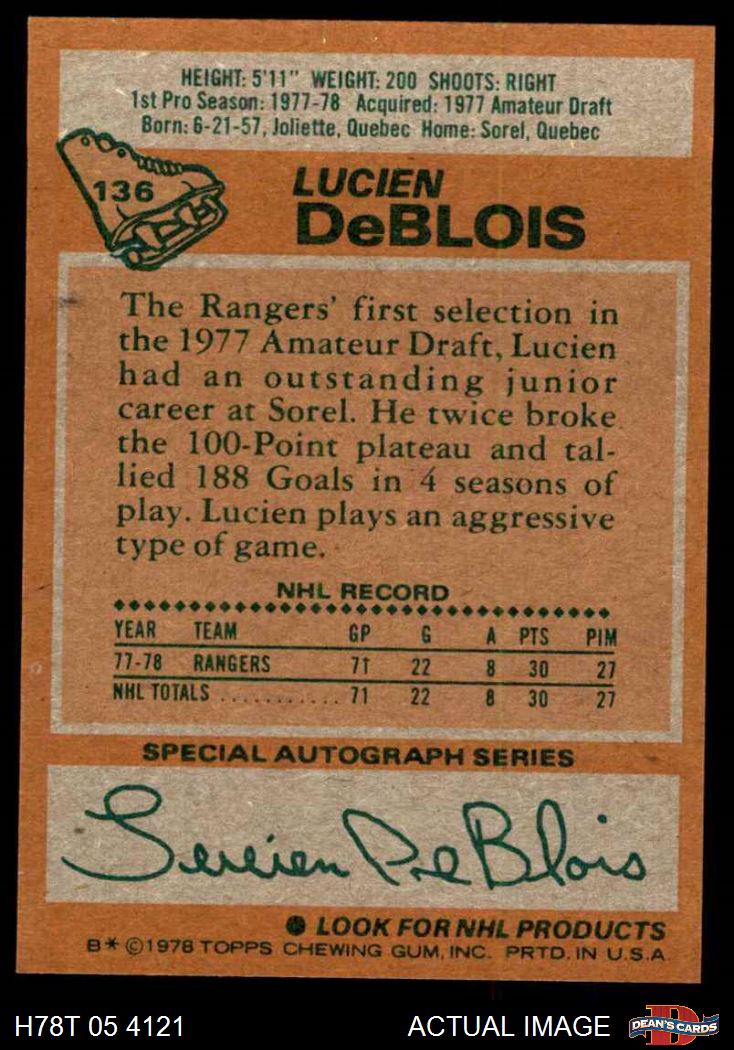 HEIGHT: 5'11" WEIGHT: 200 SHOOTS: RIGHT
1st Pro Season: 1977-78 Acquired: 1977 Amateur Draft
Born: 6-21-57, Joliette, Quebec Home: Sorel, Quebec
136
LUCIEN
DeBLOIS
The Rangers' first selection in
the 1977 Amateur Draft, Lucien
had an outstanding junior
career at Sorel. He twice broke
the 100-Point plateau and tal-
lied 188 Goals in 4 seasons of
play. Lucien plays an aggressive
type of game.
NHL RECORD
YEAR TEAM GP G A PTS PIM
77-78 RANGERS 71 22 8 30 27
NHL TOTALS ........... 71 22 8 30 27
SPECIAL AUTOGRAPH SERIES
Lucien DeBlois
● LOOK FOR NHL PRODUCTS
B* ©1978 TOPPS CHEWING GUM, INC. PRTD. IN U.S.A.
H78T 05 4121 ACTUAL IMAGE DEAN'S CARDS